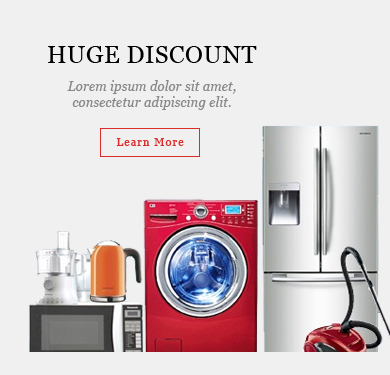 HUGE DISCOUNT
Lorem ipsum dolor sit amet,
consectetur adipiscing elit.
Learn More